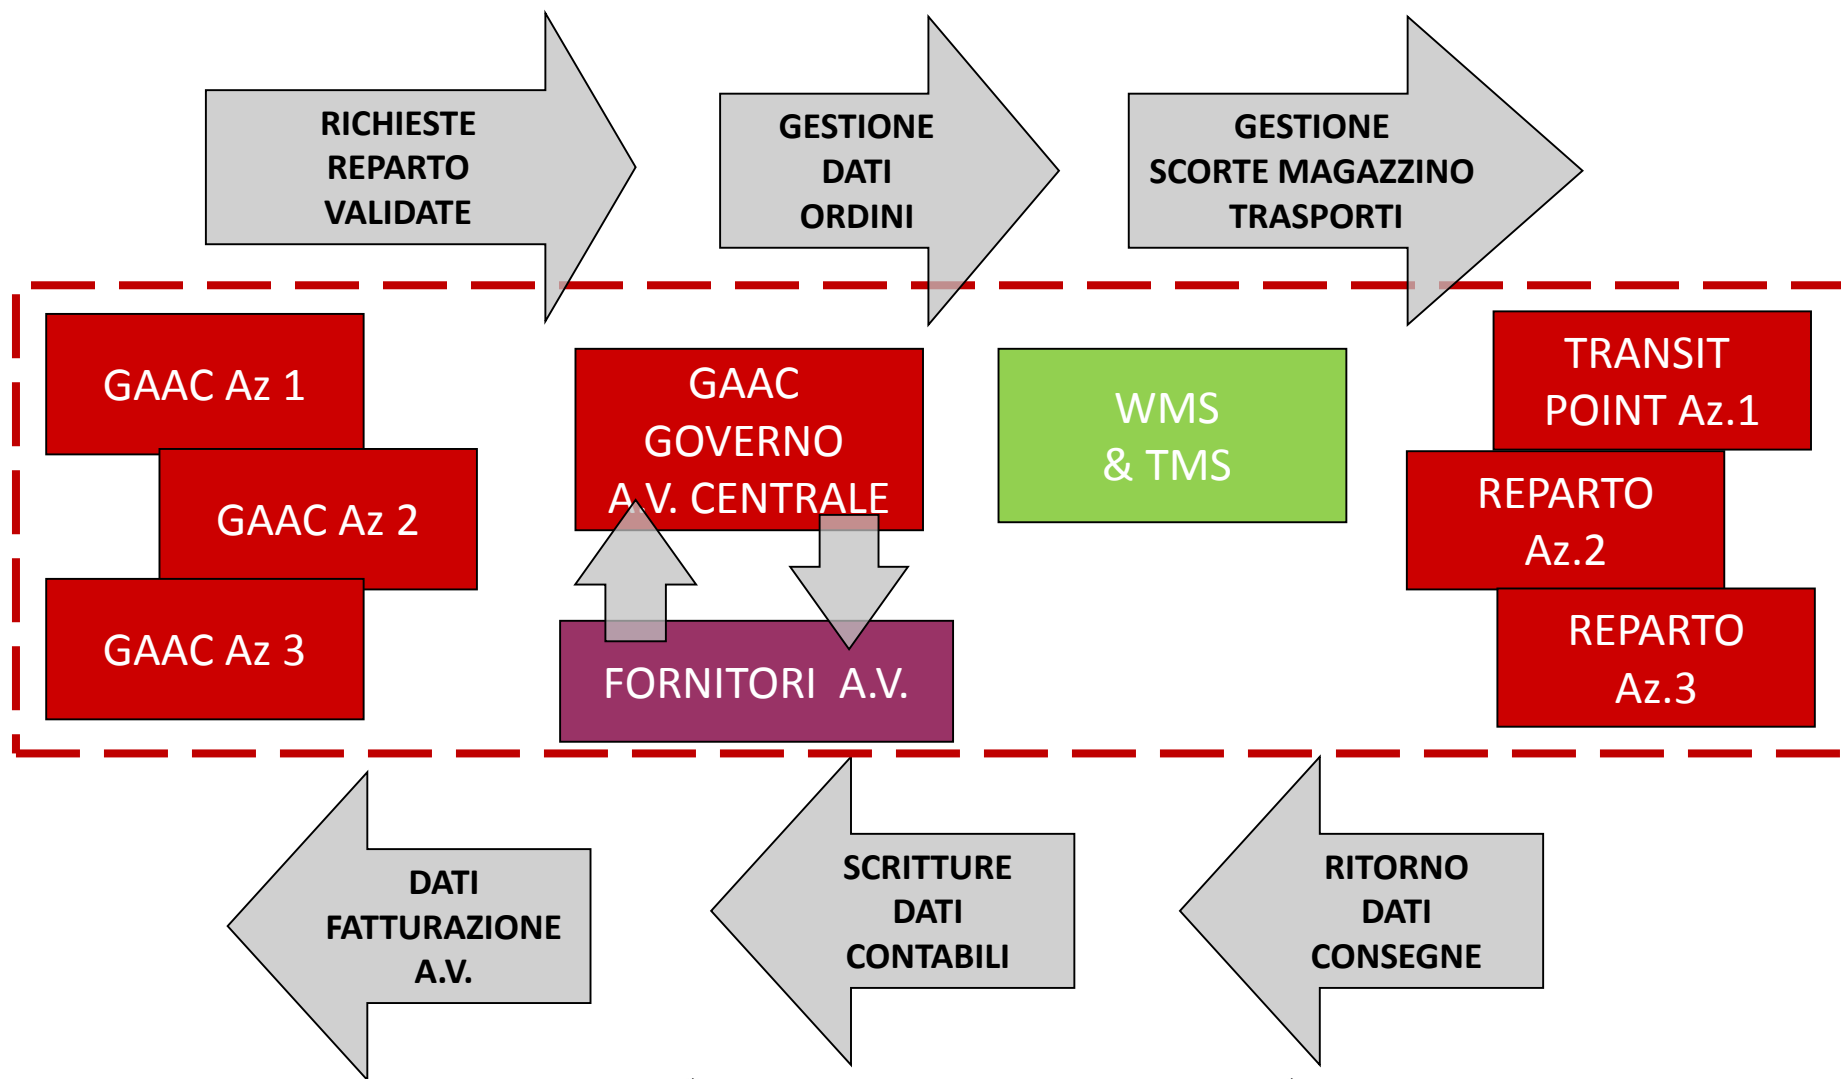 RICHIESTE
REPARTO
VALIDATE
GESTIONE
DATI
ORDINI
GESTIONE
SCORTE MAGAZZINO
TRASPORTI
GAAC Az 1
GAAC Az 2
GAAC Az 3
GAAC
GOVERNO
A.V. CENTRALE
FORNITORI A.V.
WMS
& TMS
TRANSIT
POINT Az.1
REPARTO
Az.2
REPARTO
Az.3
DATI
FATTURAZIONE
A.V.
SCRITTURE
DATI
CONTABILI
RITORNO
DATI
CONSEGNE